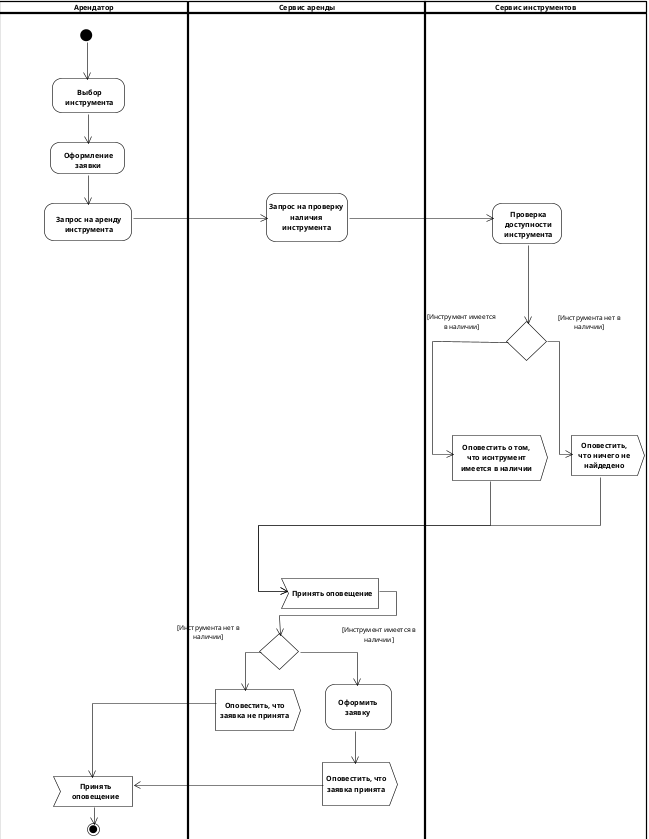 Арендатор
Сервис аренды
Сервис инструментов
Выбор
инструмента
Оформление
заявки
Запрос на аренду
инструмента
Запрос на проверку
наличия
инструмента
Проверка
доступности
инструмента
[Инструмент имеется
в наличии]
[Инструмента нет в
наличии]
Оповестить о том,
что иснтрумент
имеется в наличии
Оповестить,
что ничего не
найдедено
Принять оповещение
[Инструмента нет в
наличии]
[Инструмент имеется в
наличии]
Оповестить, что
заявка не принята
Оформить
заявку
Оповестить, что
заявка принята
Принять
оповещение